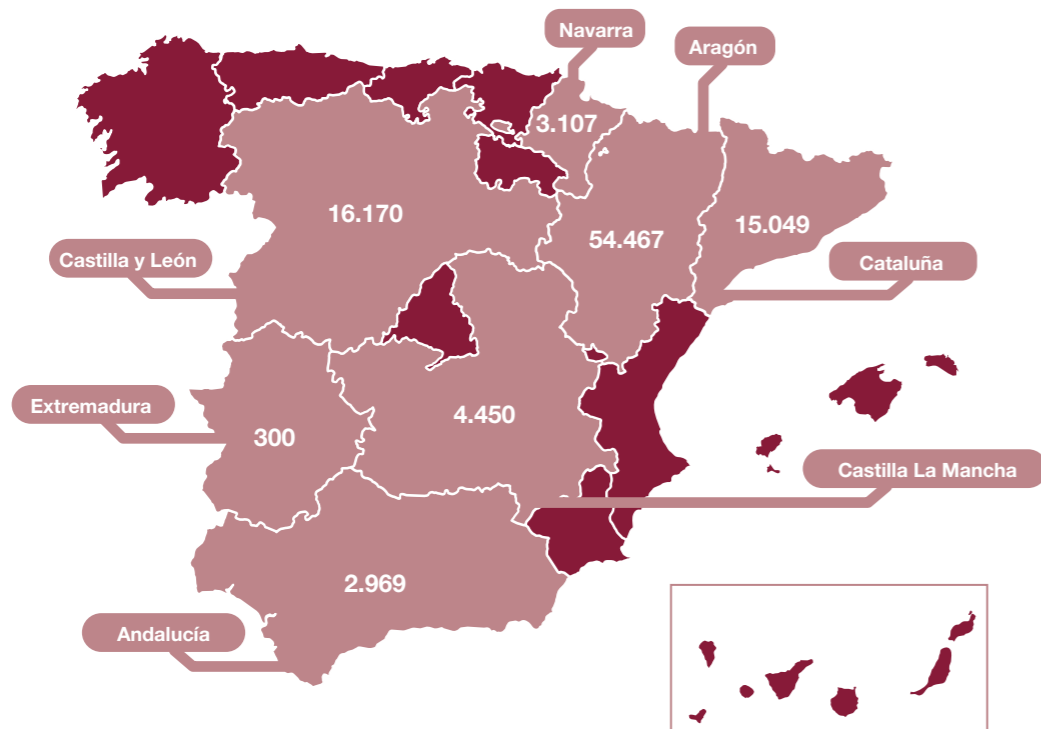 Navarra
Aragón
3.107
16.170
54.467
15.049
Castilla y León
Cataluña
Extremadura
300
4.450
Castilla La Mancha
2.969
Andalucía